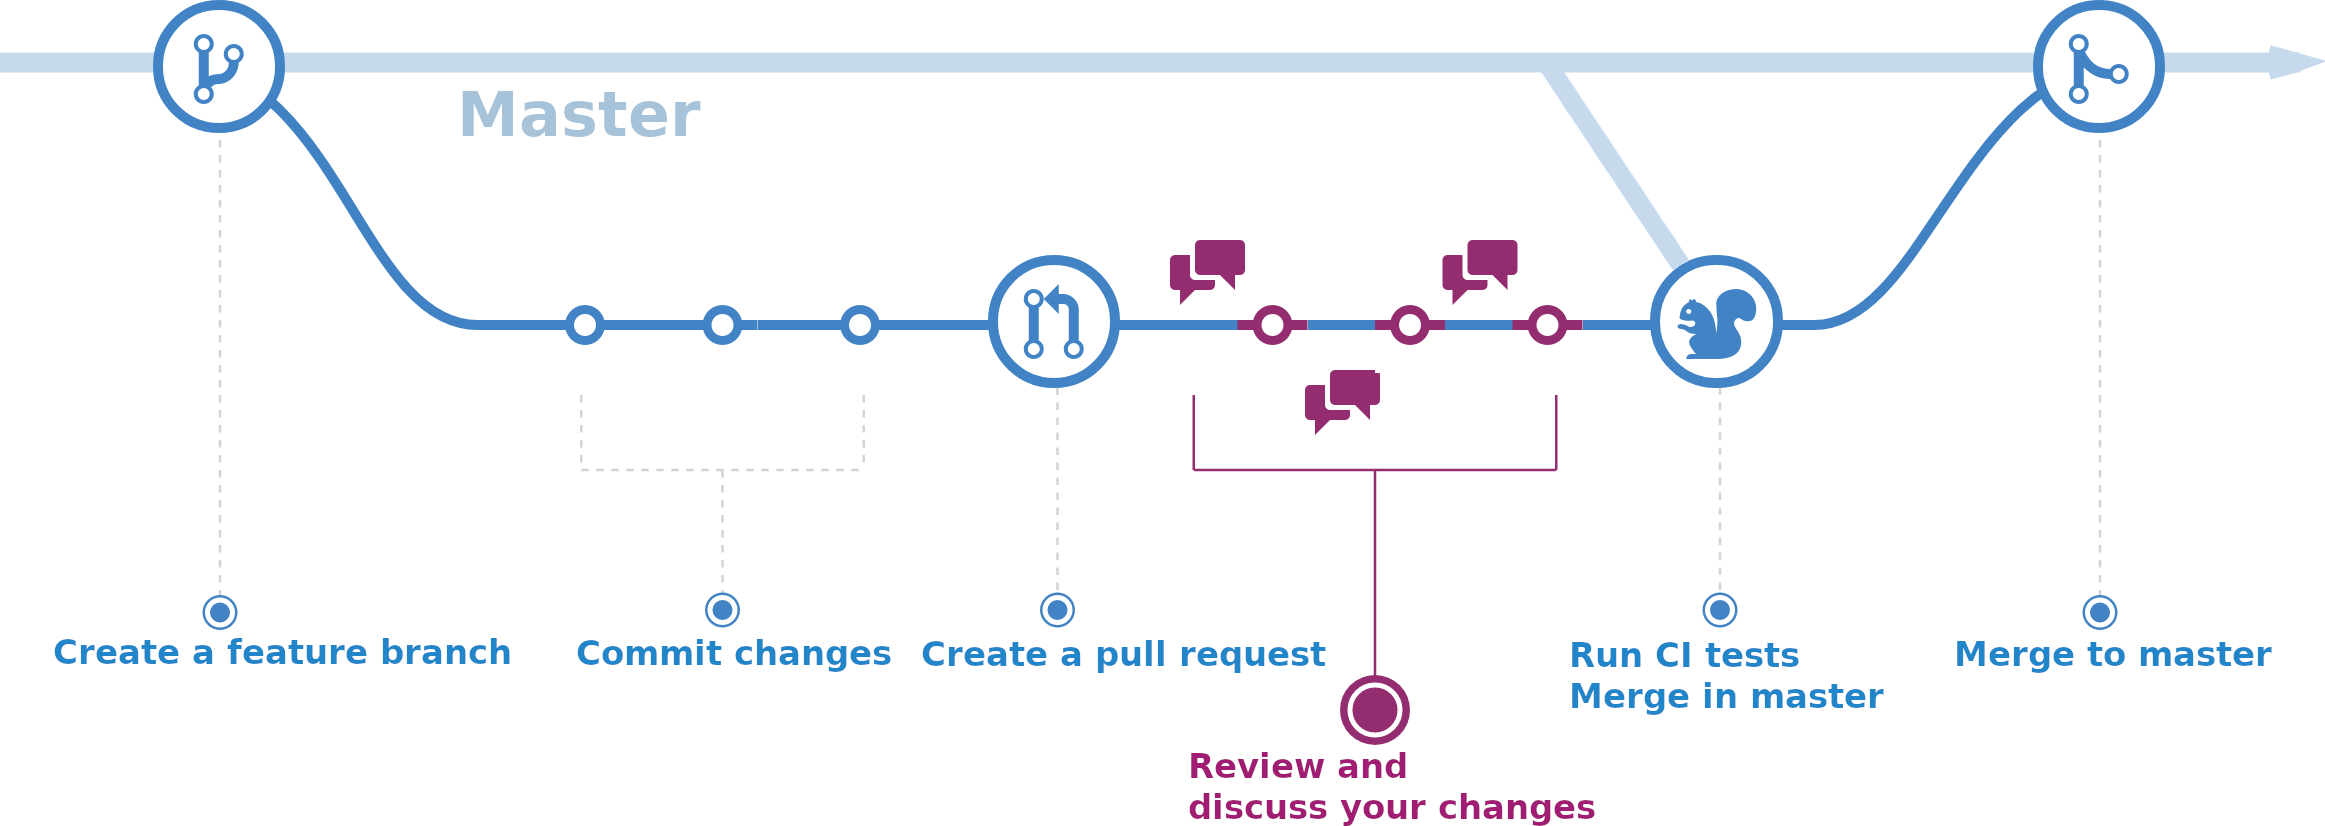 Master
Create a feature branch
Commit changes
Create a pull request
Run CI tests
Merge in master
Merge to master
Review and
discuss your changes